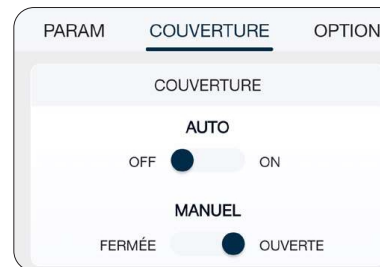 PARAM COUVERTURE OPTION
COUVERTURE
AUTO
OFF ON
MANUEL
FERMÉE OUVERTE